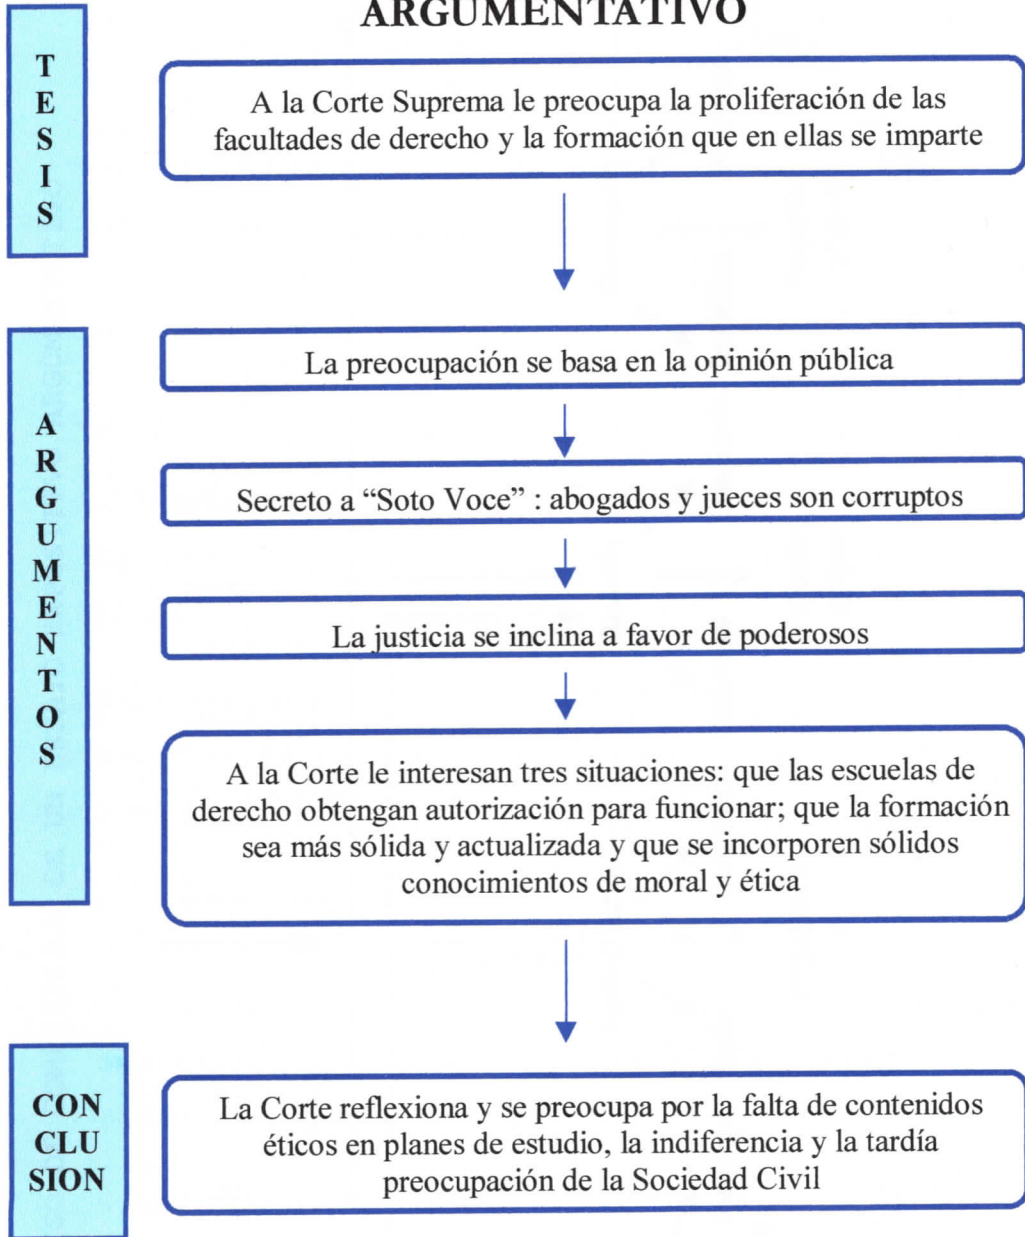 ARGUMENTATIVO
T
E
S
I
S
A la Corte Suprema le preocupa la proliferación de las
facultades de derecho y la formación que en ellas se imparte
A
R
G
U
M
E
N
T
O
S
La preocupación se basa en la opinión pública
Secreto a “Soto Voce” : abogados y jueces son corruptos
La justicia se inclina a favor de poderosos
A la Corte le interesan tres situaciones: que las escuelas de
derecho obtengan autorización para funcionar; que la formación
sea más sólida y actualizada y que se incorporen sólidos
conocimientos de moral y ética
CON
CLU
SION
La Corte reflexiona y se preocupa por la falta de contenidos
éticos en planes de estudio, la indiferencia y la tardía
preocupación de la Sociedad Civil